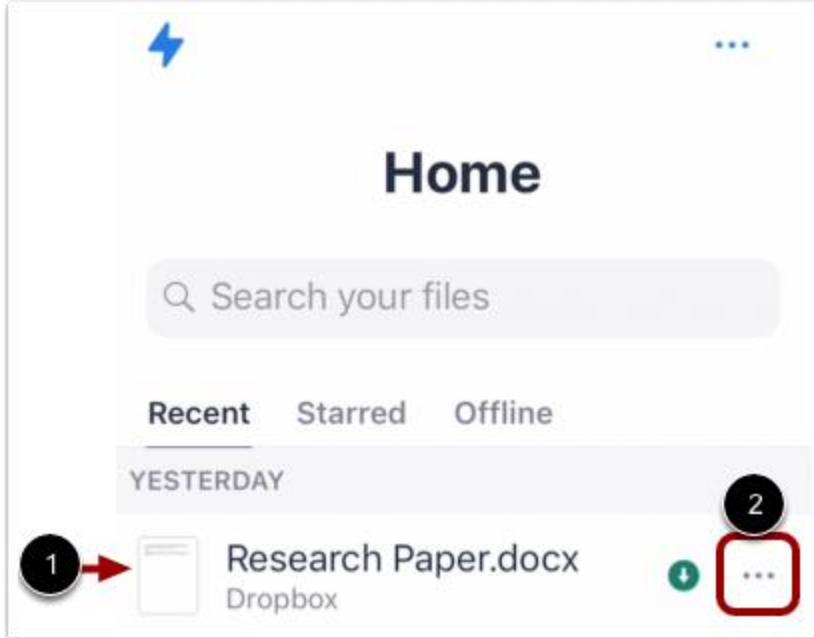 Home
Search your files
Recent Starred Offline
YESTERDAY
2
1
Research Paper.docx
Dropbox